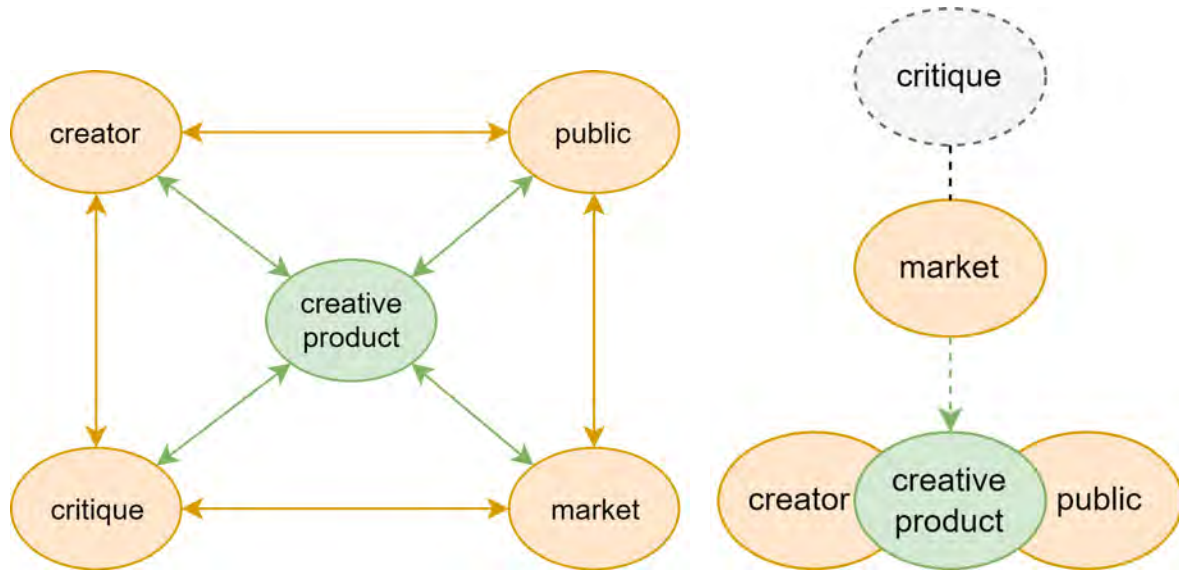 creator
public
creative
product
critique
market
critique
market
creator
creative
product
public